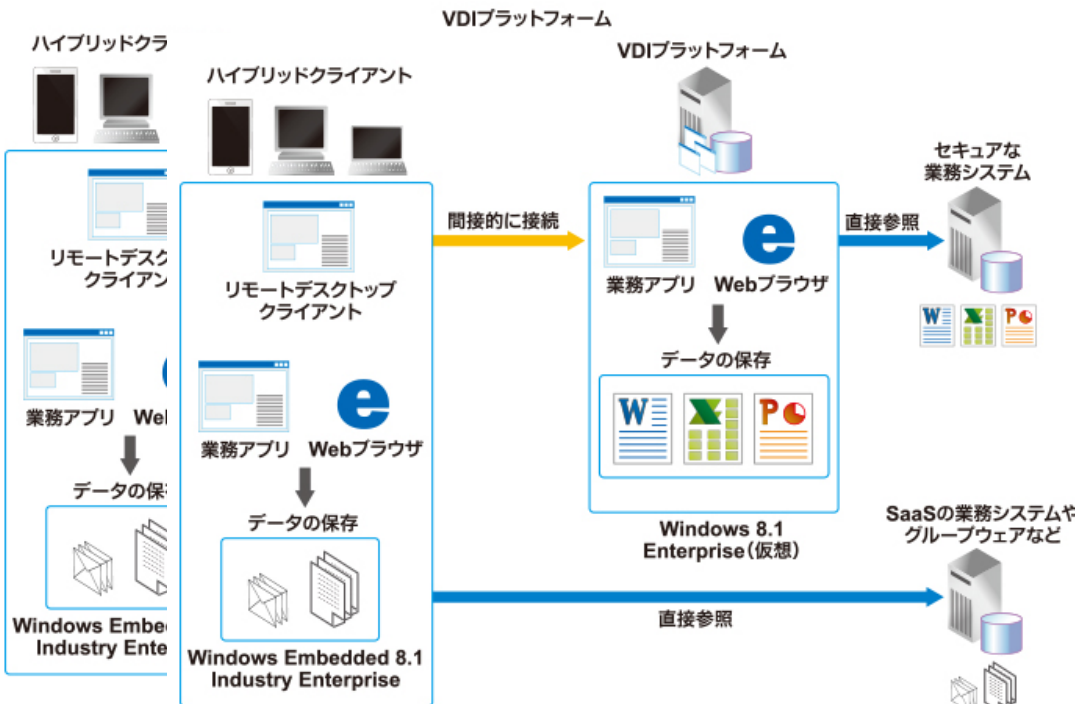 VDIプラットフォーム
ハイブリッドクラ
VDIプラットフォーム
ハイブリッドクライアント
セキュアな
業務システム
間接的に接続
直接参照
リモートデスク
クライアン
リモートデスクトップ
クライアント
業務アプリ Webブラウザ
データの保存
W X P
W X P
業務アプリ We
業務アプリ Webブラウザ
データの保
データの保存
SaaSの業務システムや
グループウェアなど
Windows 8.1
Enterprise(仮想)
直接参照
Windows Embe
Industry Ente
Windows Embedded 8.1
Industry Enterprise